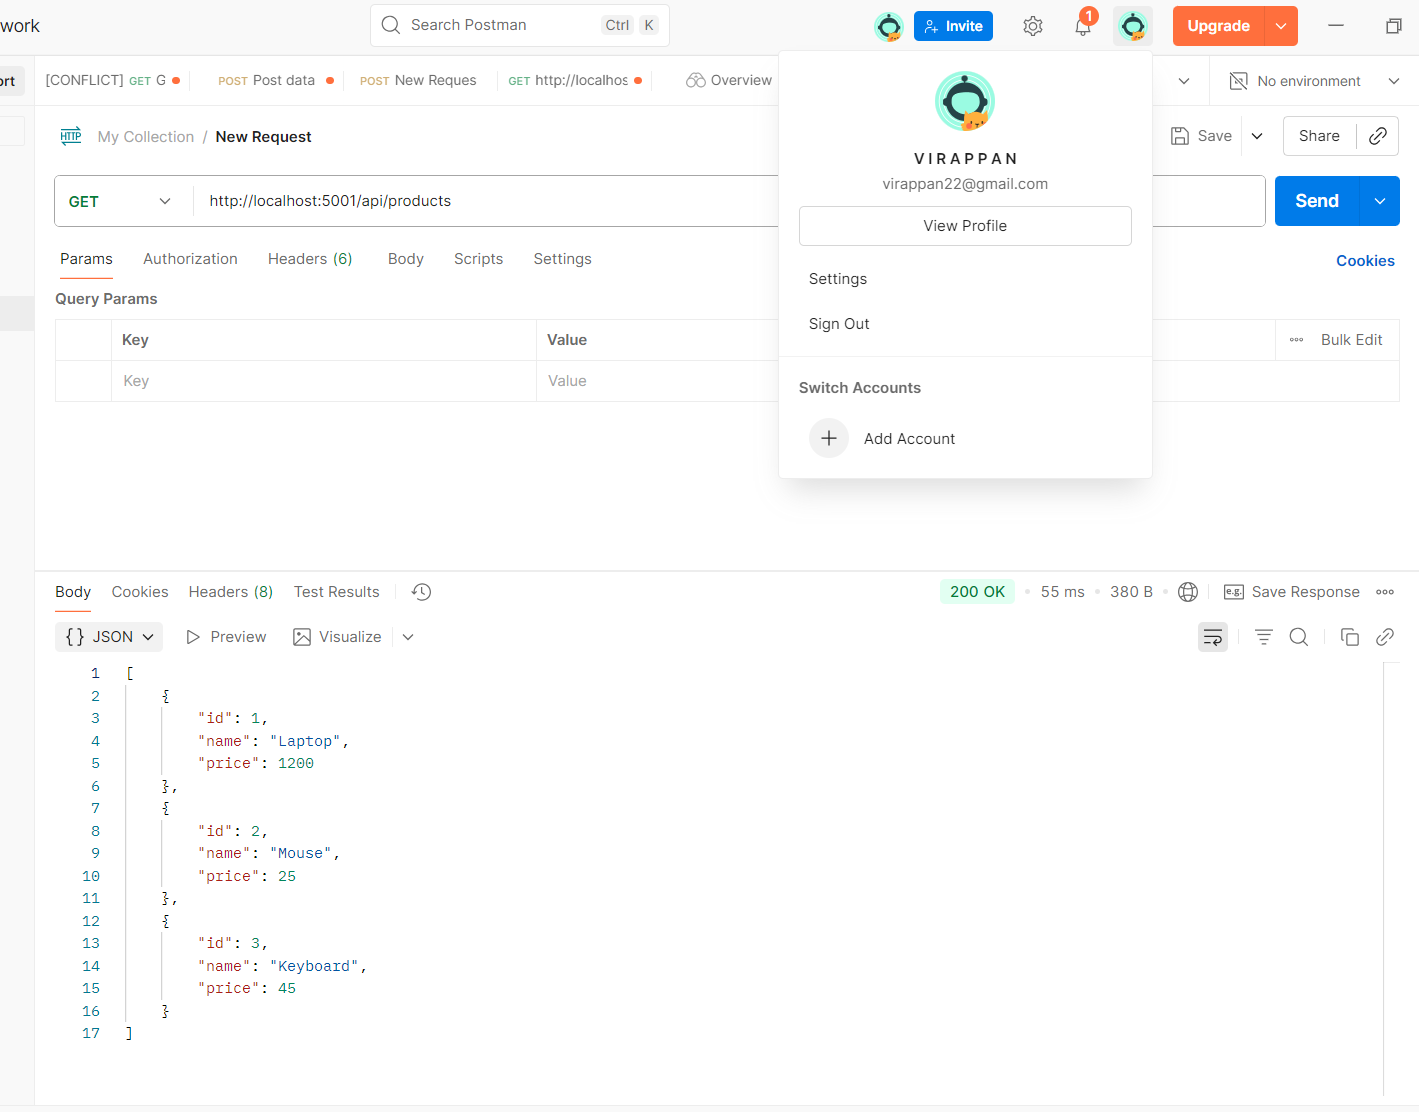 work
Search Postman Ctrl K
Invite
1
Upgrade
ort
[CONFLICT] GET G
POST Post data
POST New Reques
GET http://localhos
Overview
No environment
HTTP
My Collection / New Request
Save
Share
GET
http://localhost:5001/api/products
Send
Params
Authorization
Headers (6)
Body
Scripts
Settings
Cookies
Query Params
Key
Value
Bulk Edit
Key
Value
VIRAPPAN
virappan22@gmail.com
View Profile
Settings
Sign Out
Switch Accounts
Add Account
Body
Cookies
Headers (8)
Test Results
200 OK
55 ms
380 B
e.g.
Save Response
{} JSON
Preview
Visualize
1 [
2 {
3 "id": 1,
4 "name": "Laptop",
5 "price": 1200
6 },
7 {
8 "id": 2,
9 "name": "Mouse",
10 "price": 25
11 },
12 {
13 "id": 3,
14 "name": "Keyboard",
15 "price": 45
16 }
17 ]